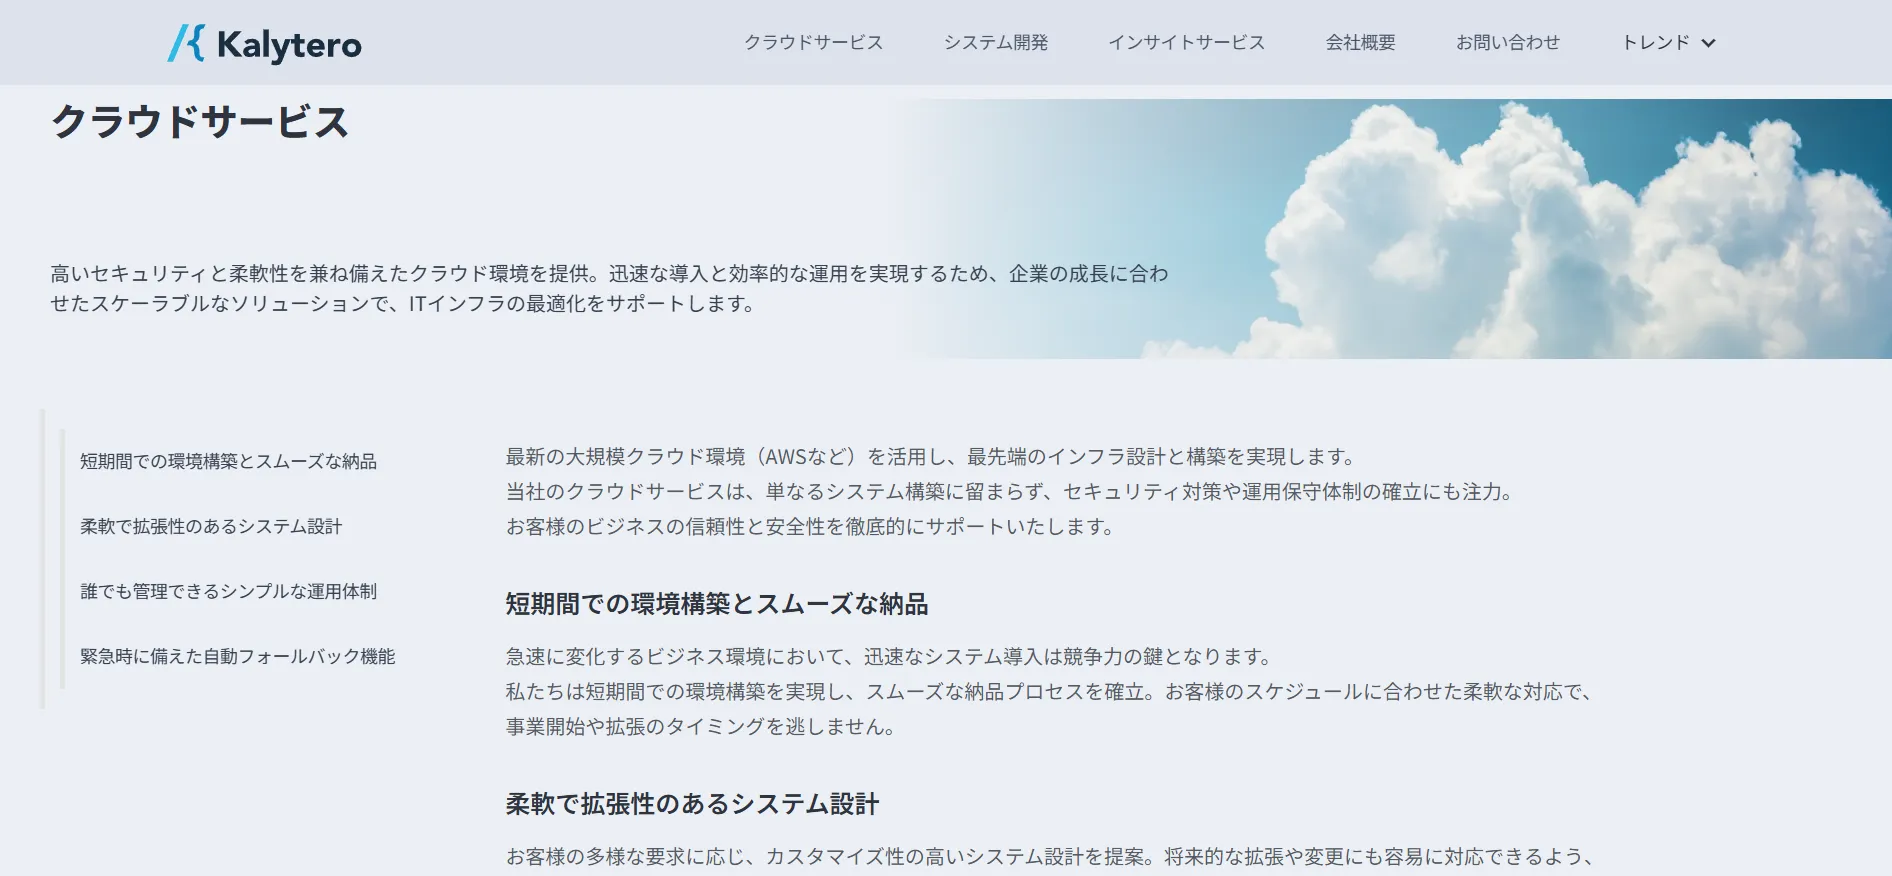 Kalytero
クラウドサービス
システム開発
インサイトサービス
会社概要
お問い合わせ
トレンド
クラウドサービス
高いセキュリティと柔軟性を兼ね備えたクラウド環境を提供。迅速な導入と効率的な運用を実現するため、企業の成長に合わ
せたスケーラブルなソリューションで、ITインフラの最適化をサポートします。
短期間での環境構築とスムーズな納品
柔軟で拡張性のあるシステム設計
誰でも管理できるシンプルな運用体制
緊急時に備えた自動フォールバック機能
最新の大規模クラウド環境（AWSなど）を活用し、最先端のインフラ設計と構築を実現します。
当社のクラウドサービスは、単なるシステム構築に留まらず、セキュリティ対策や運用保守体制の確立にも注力。
お客様のビジネスの信頼性と安全性を徹底的にサポートいたします。
短期間での環境構築とスムーズな納品
急速に変化するビジネス環境において、迅速なシステム導入は競争力の鍵となります。
私たちは短期間での環境構築を実現し、スムーズな納品プロセスを確立。お客様のスケジュールに合わせた柔軟な対応で、
事業開始や拡張のタイミングを逃しません。
柔軟で拡張性のあるシステム設計
お客様の多様な要求に応じ、カスタマイズ性の高いシステム設計を提案。将来的な拡張や変更にも容易に対応できるよう、